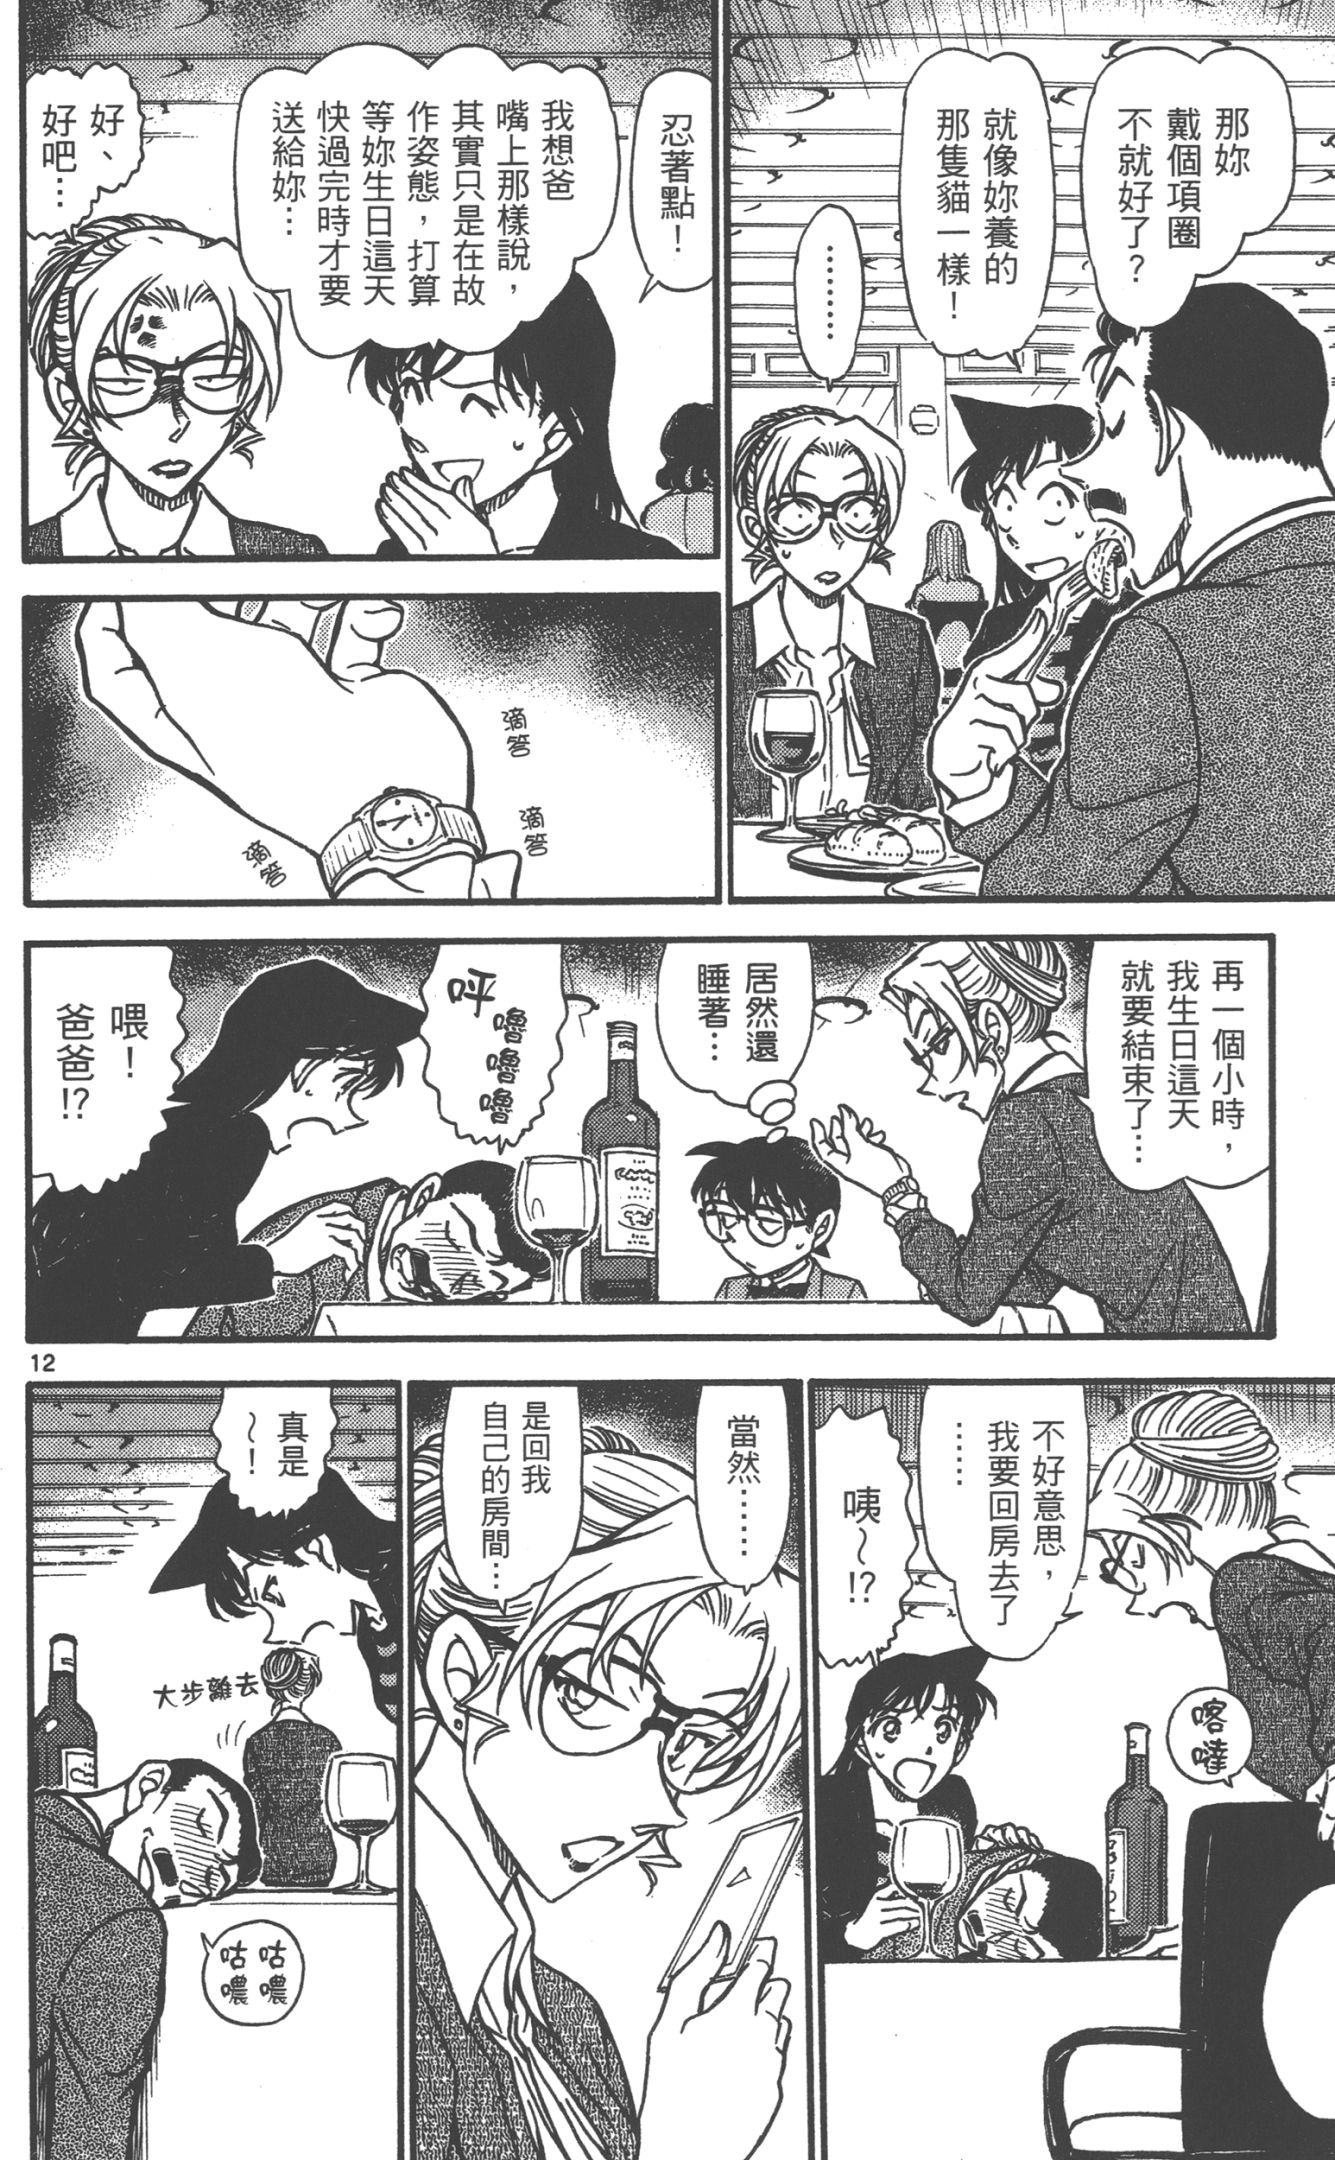 那妳
戴個項圈
不就好了？
就像妳養的
那隻貓一樣！
………
忍著點！
我想爸
嘴上那樣說，
其實只是在故
作姿態，打算
等妳生日這天
快過完時才要
送給妳…
好、
好吧…
滴答
滴答
滴答
再一個小時，
我生日這天
就要結束了…
居然還
睡著…
呼嚕嚕嚕
喂！
爸爸!?
12
不好意思，
我要回房去了
……
咦～!?
喀噠
當然……
是回我
自己的房間…
真是
～！
大步離去
咕噥
咕噥